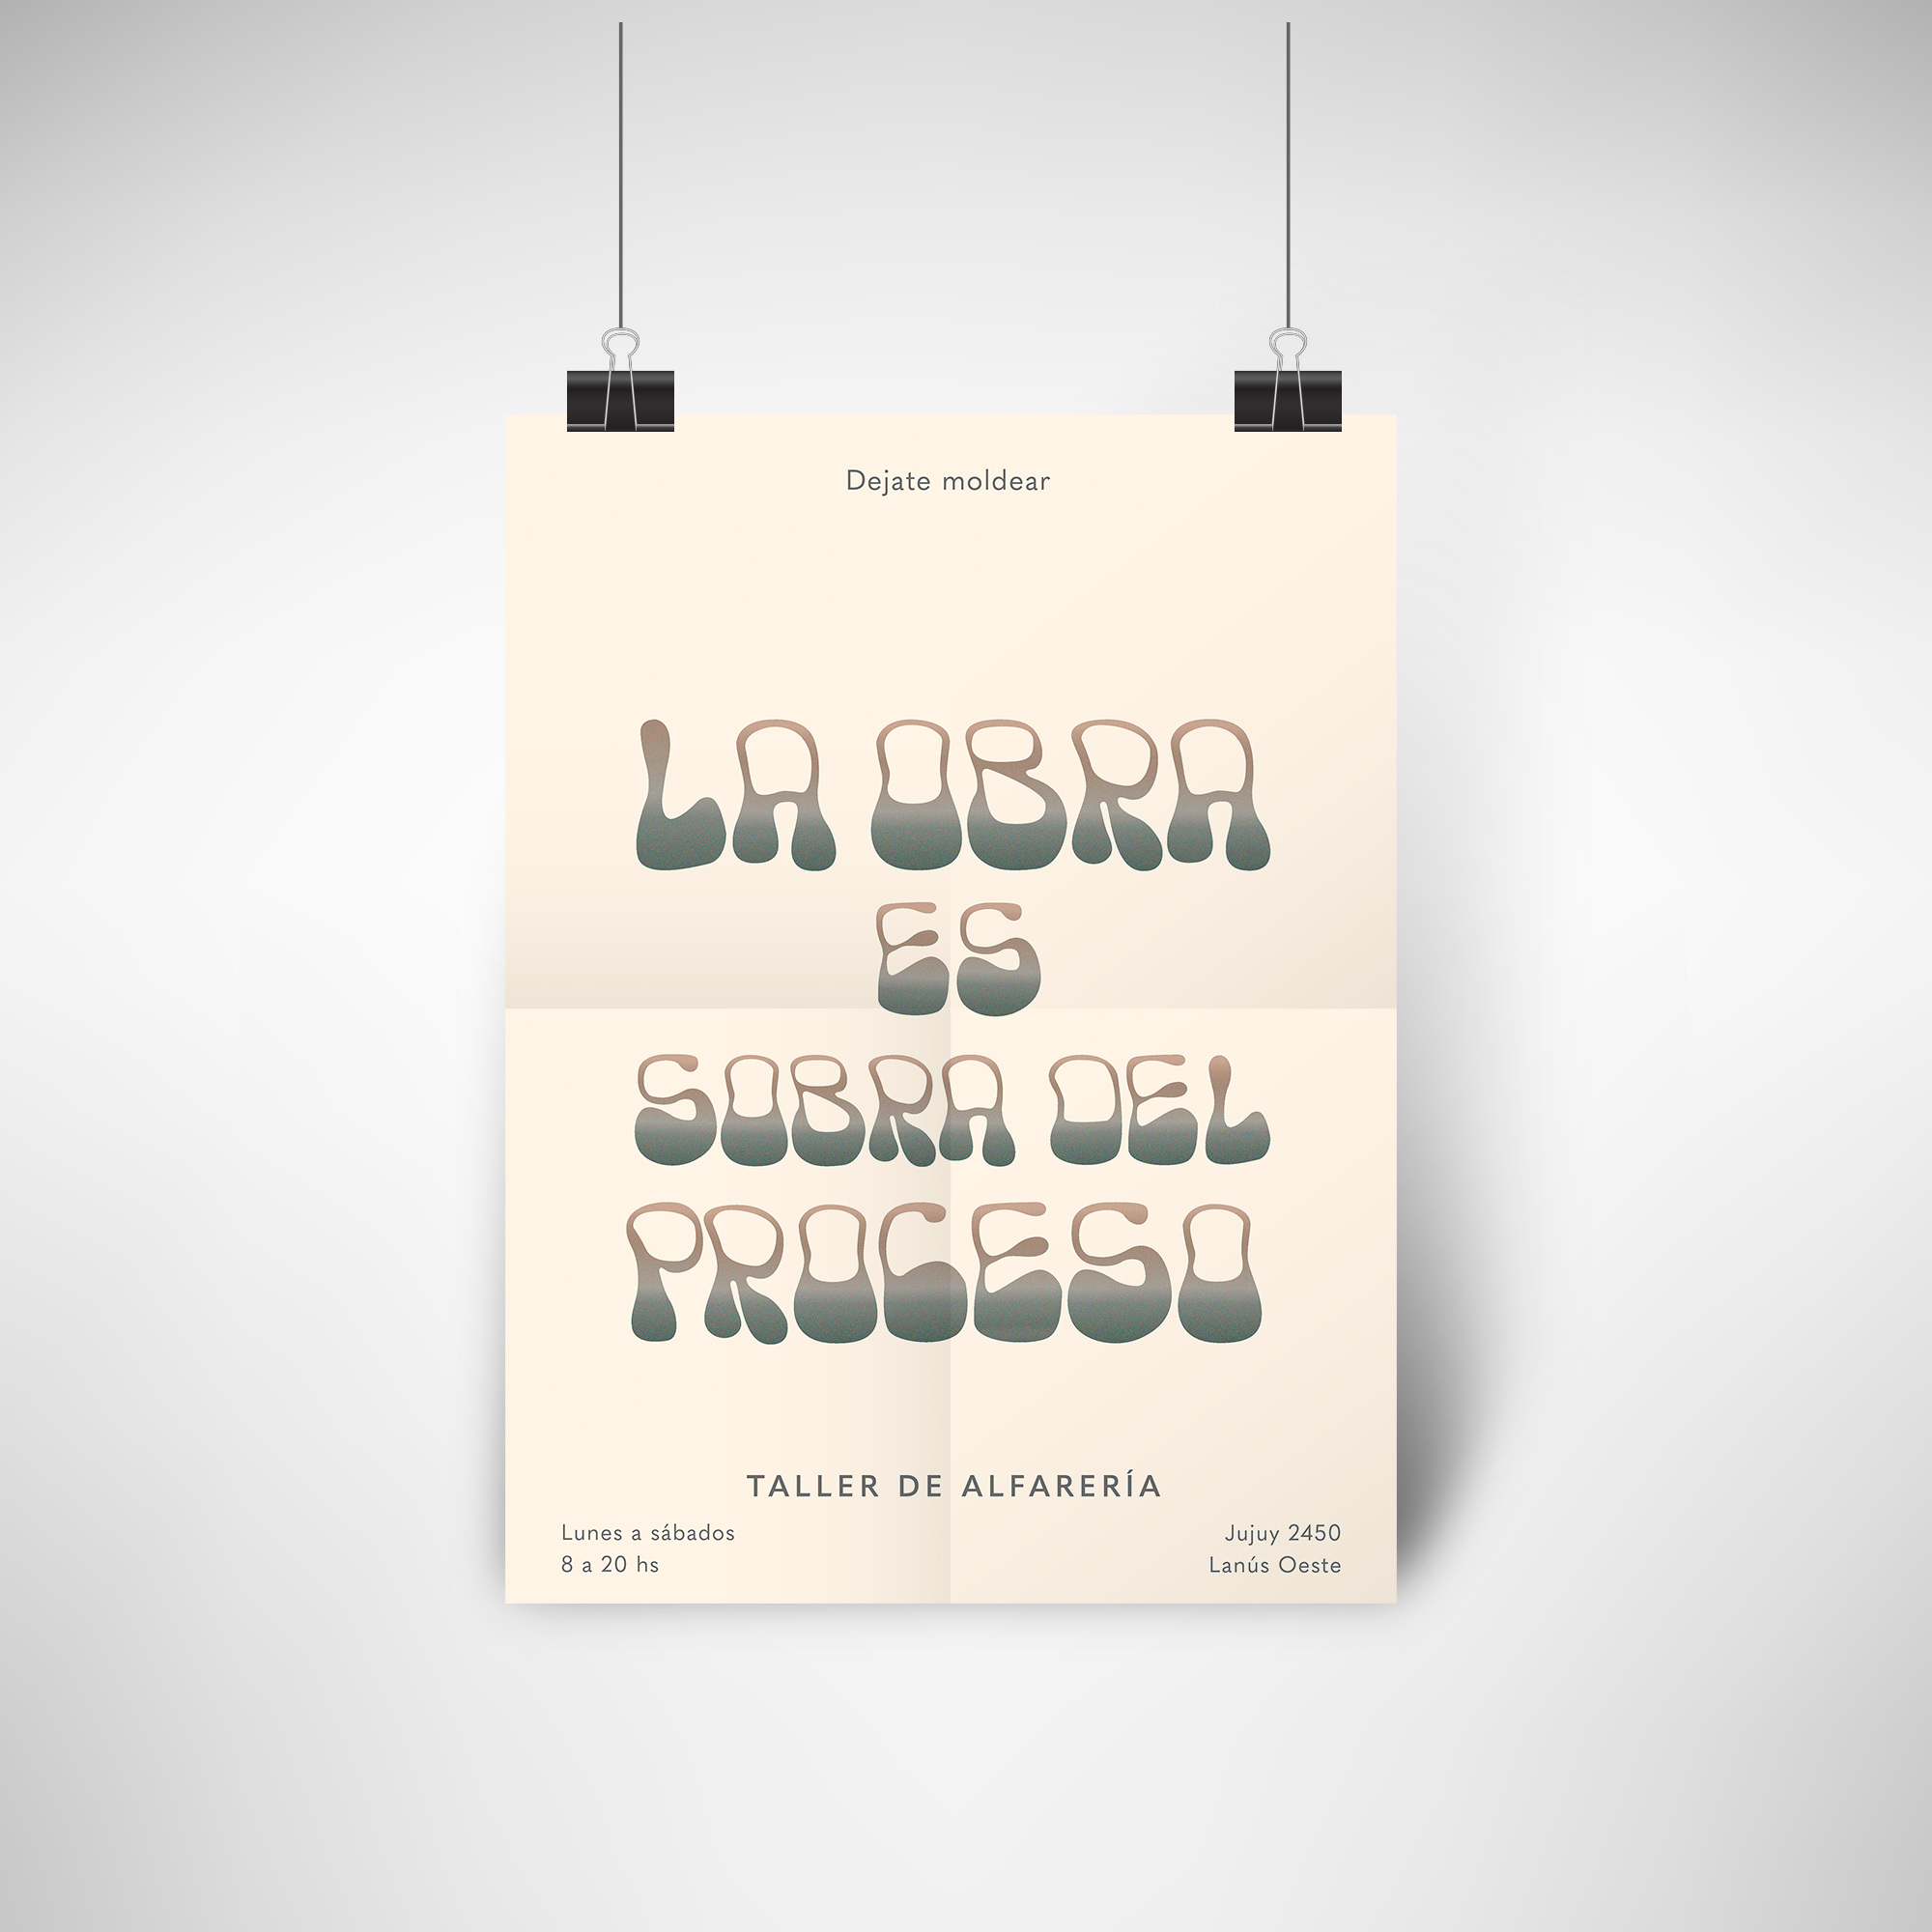 Dejate moldear
LA OBRA
ES
SOBRA DEL
PROCESO
TALLER DE ALFARERÍA
Lunes a sábados
8 a 20 hs
Jujuy 2450
Lanús Oeste